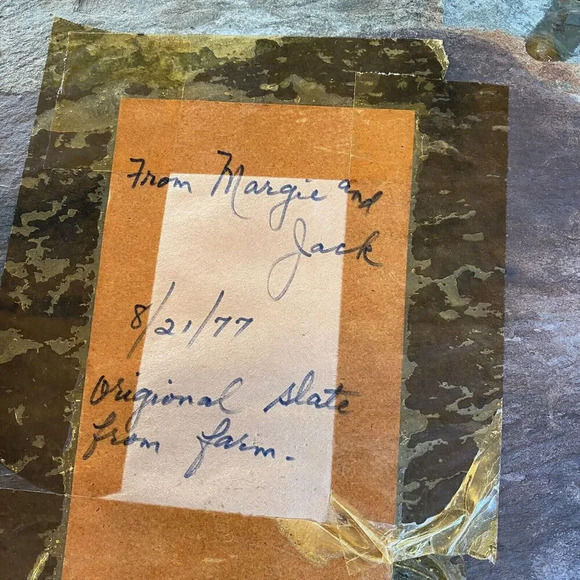 From Margie and
Jack
8/21/77
Origional slate
from farm.